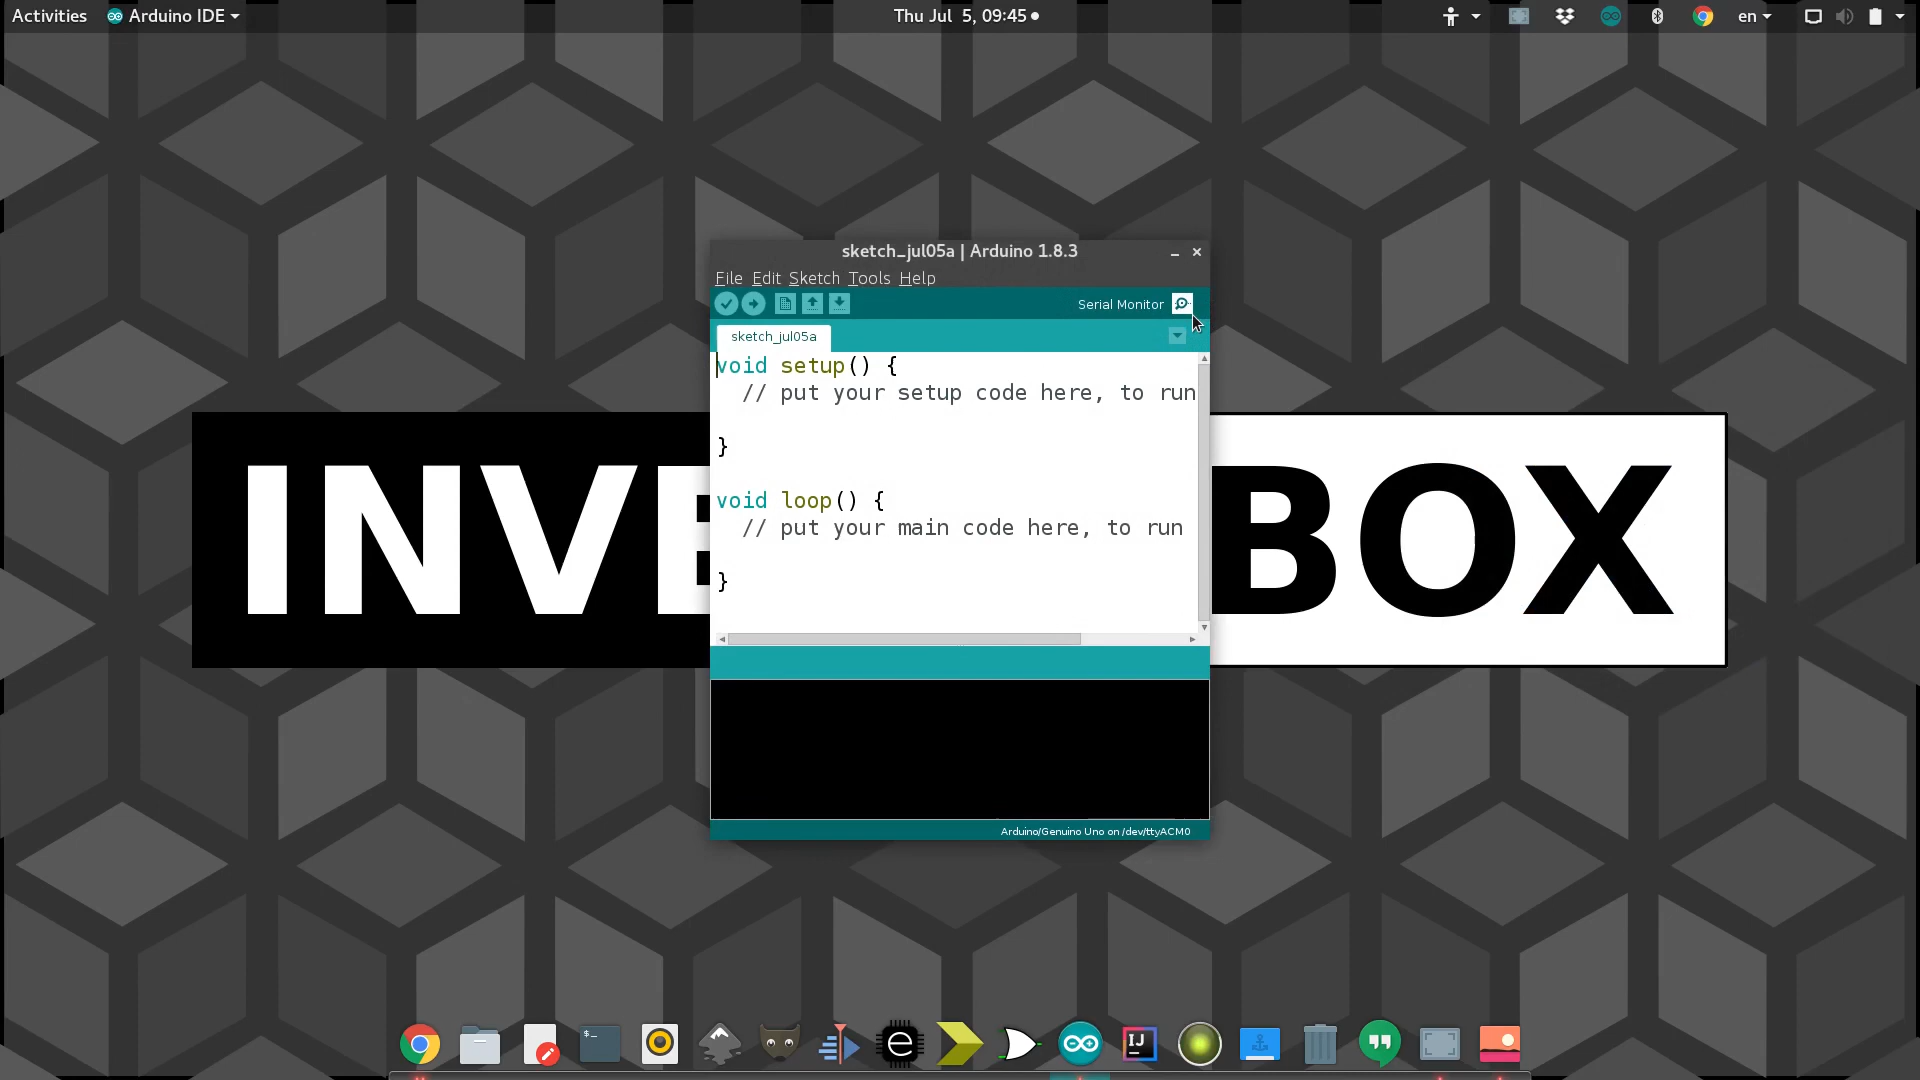 Activities Arduino IDE Thu Jul 5, 09:45 en
sketch_jul05a | Arduino 1.8.3
File Edit Sketch Tools Help
Serial Monitor
sketch_jul05a
void setup() {
// put your setup code here, to run
}
void loop() {
// put your main code here, to run
}
INVE
BOX
Arduino/Genuino Uno on /dev/ttyACM0
$_
e
IJ